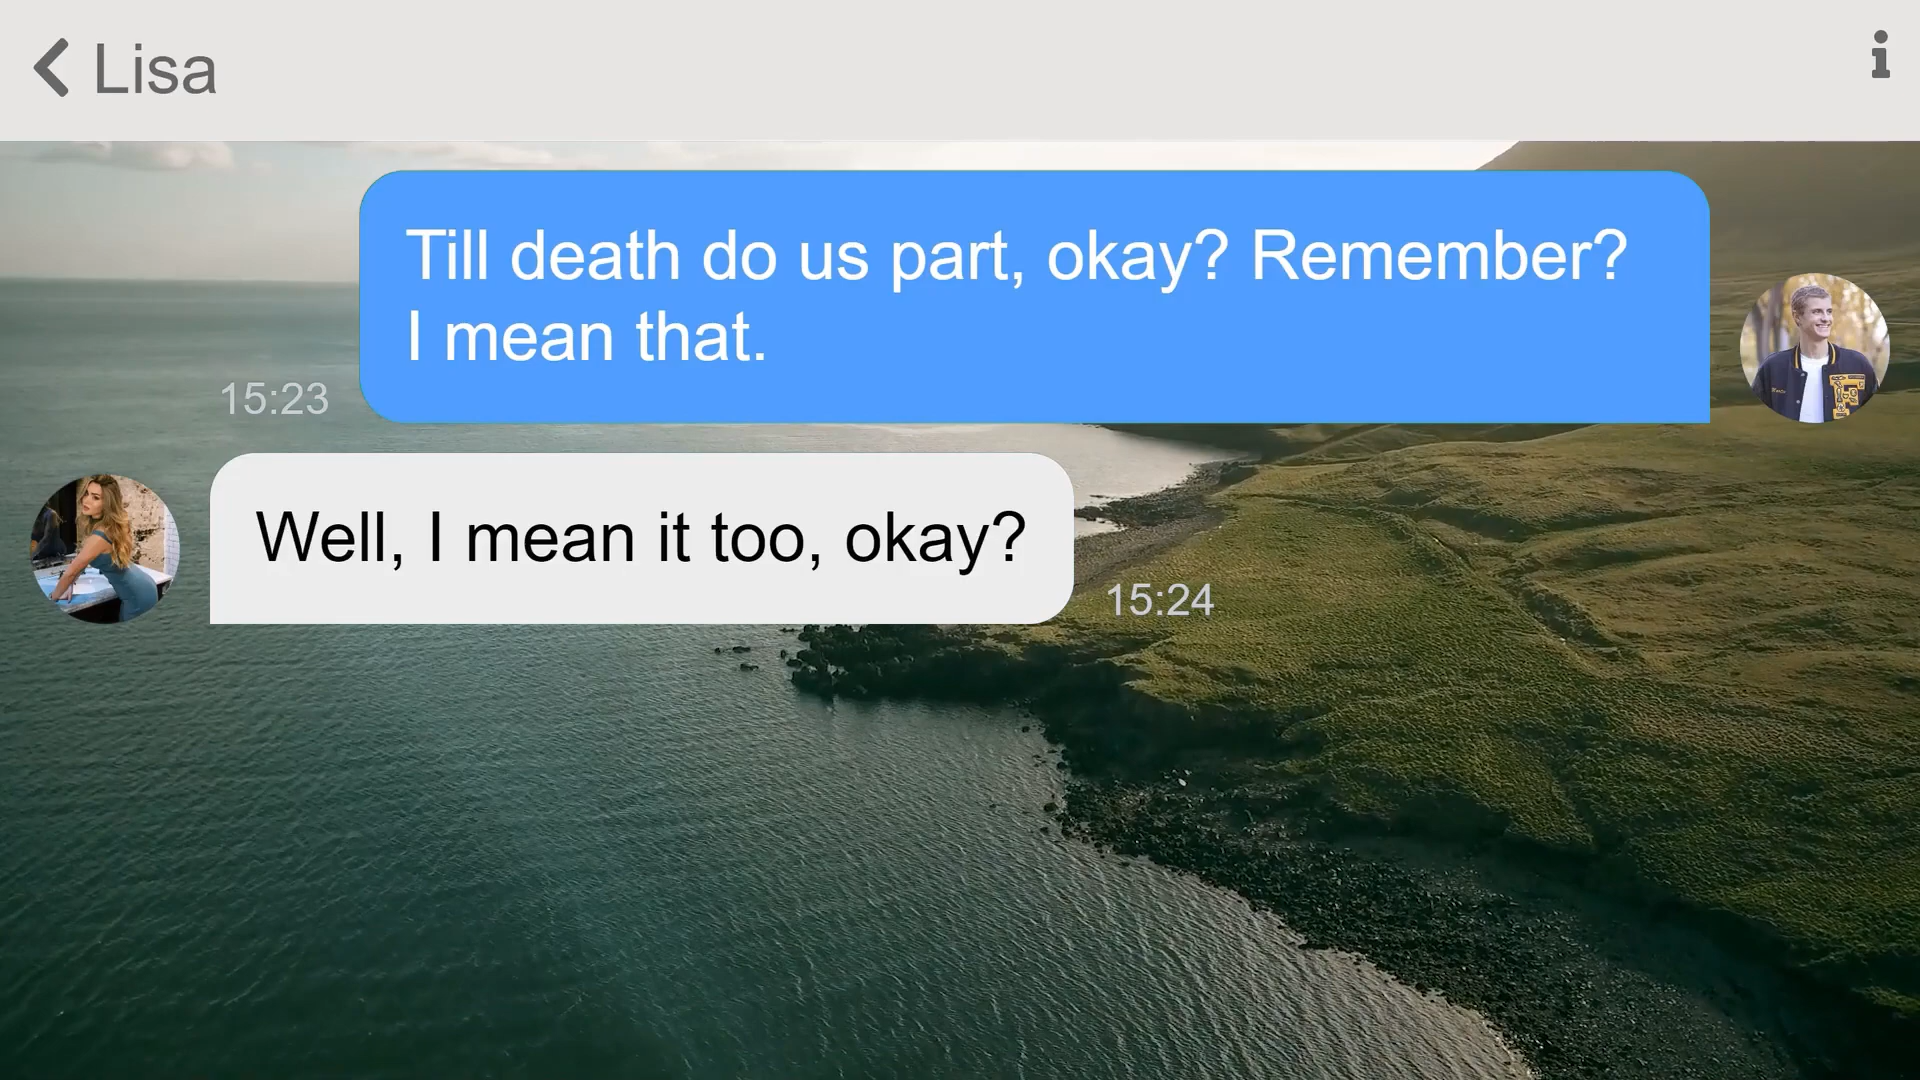 Lisa
Till death do us part, okay? Remember?
I mean that.
15:23
Well, I mean it too, okay?
15:24